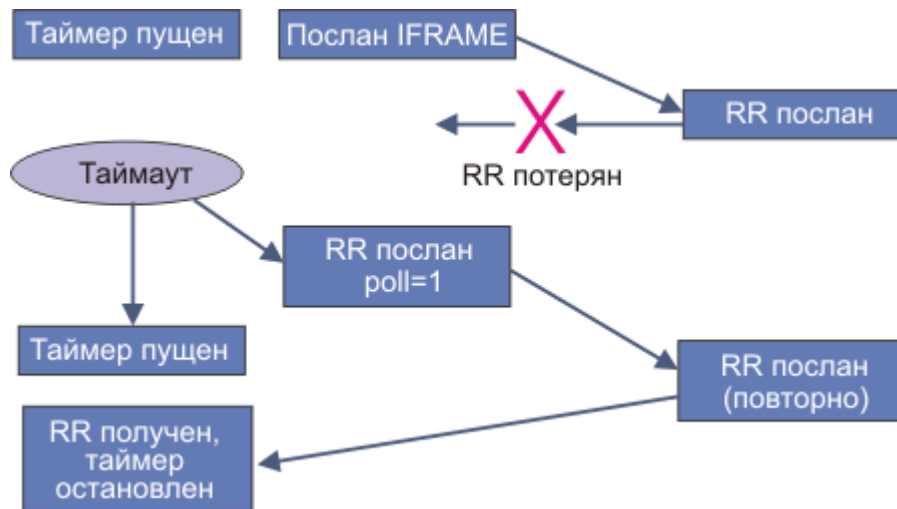 Таймер пущен
Послан IFRAME
RR послан
RR потерян
Таймаут
RR послан
poll=1
Таймер пущен
RR послан
(повторно)
RR получен,
таймер
остановлен